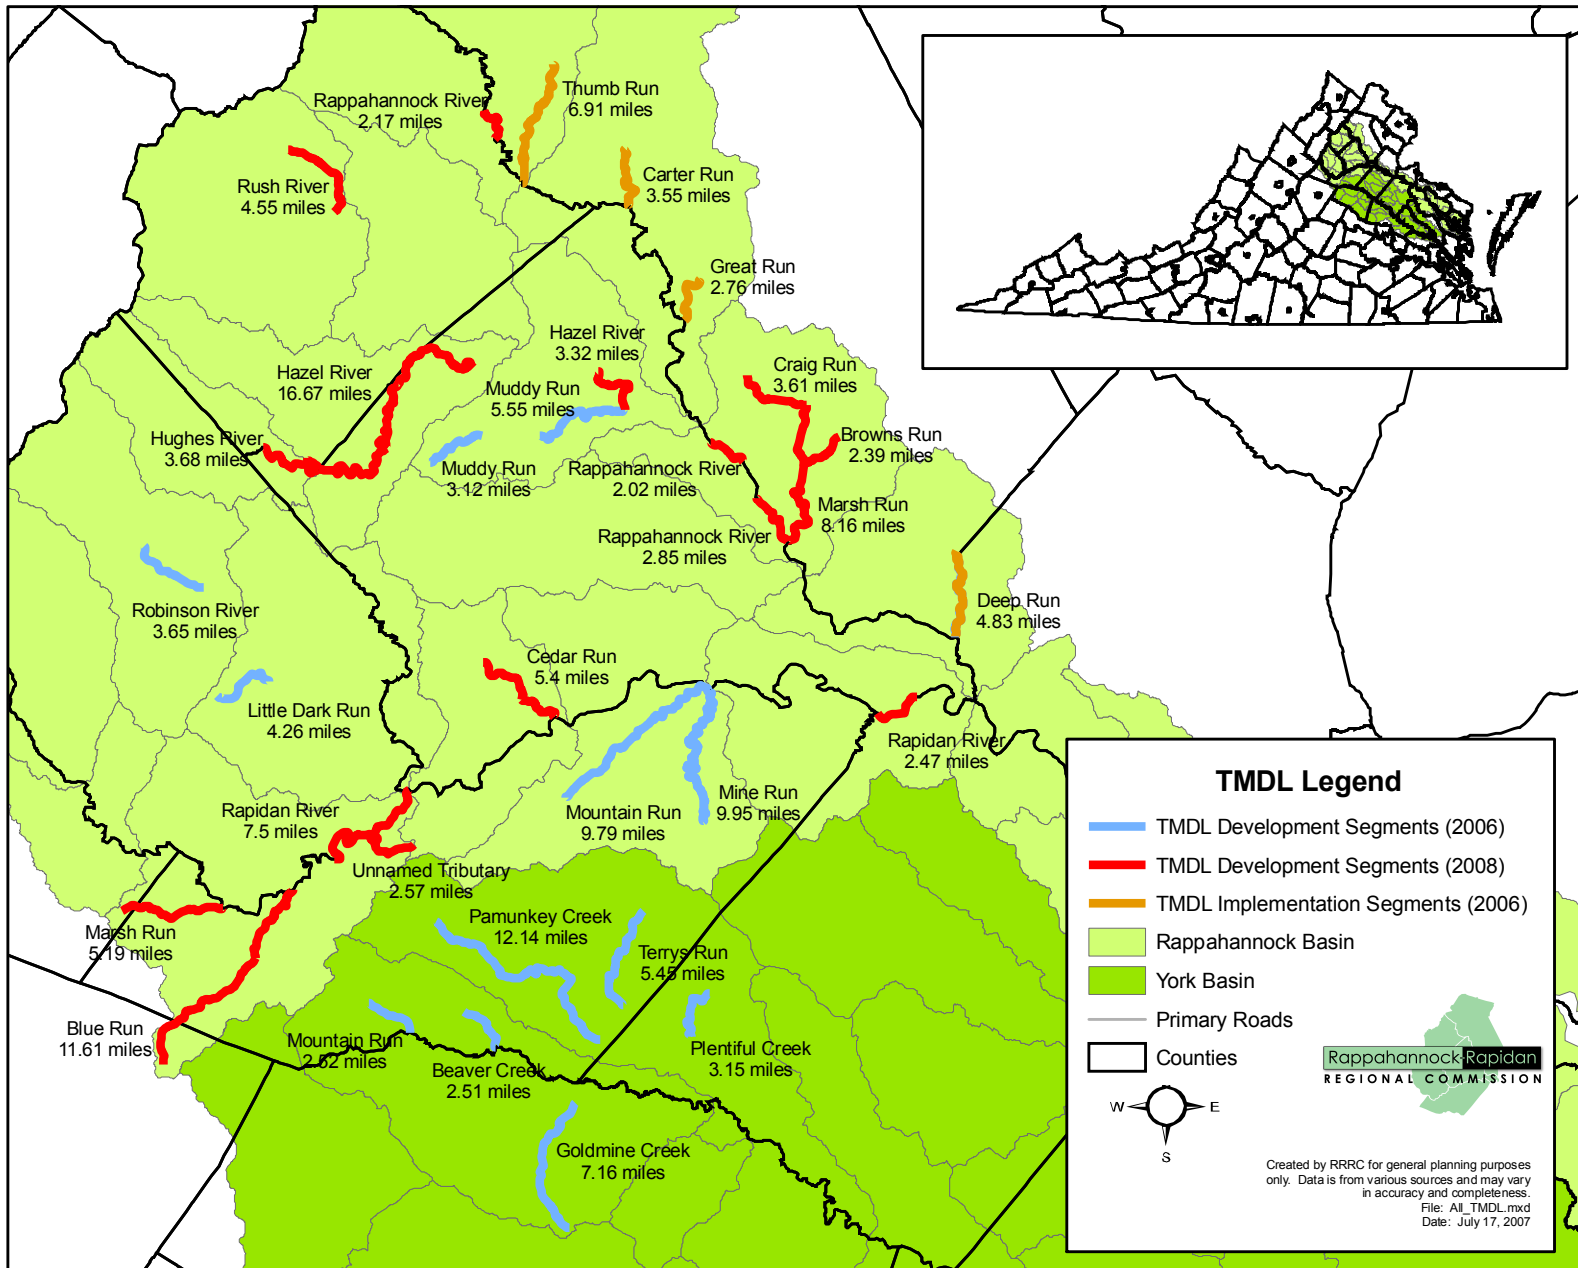 Rappahannock River
2.17 miles
Thumb Run
6.91 miles
Rush River
4.55 miles
Carter Run
3.55 miles
Great Run
2.76 miles
Hazel River
3.32 miles
Hazel River
16.67 miles
Muddy Run
5.55 miles
Craig Run
3.61 miles
Hughes River
3.68 miles
Browns Run
2.39 miles
Muddy Run
3.12 miles
Rappahannock River
2.02 miles
Marsh Run
8.16 miles
Rappahannock River
2.85 miles
Robinson River
3.65 miles
Deep Run
4.83 miles
Cedar Run
5.4 miles
Little Dark Run
4.26 miles
Rapidan River
2.47 miles
Rapidan River
7.5 miles
Mountain Run
9.79 miles
Mine Run
9.95 miles
Unnamed Tributary
2.57 miles
Marsh Run
5.19 miles
Pamunkey Creek
12.14 miles
Terrys Run
5.45 miles
Blue Run
11.61 miles
Mountain Run
2.62 miles
Beaver Creek
2.51 miles
Plentiful Creek
3.15 miles
Goldmine Creek
7.16 miles
TMDL Legend
TMDL Development Segments (2006)
TMDL Development Segments (2008)
TMDL Implementation Segments (2006)
Rappahannock Basin
York Basin
Primary Roads
Counties
Rappahannock-Rapidan
REGIONAL COMMISSION
W E
S
Created by RRRC for general planning purposes
only. Data is from various sources and may vary
in accuracy and completeness.
File: All_TMDL.mxd
Date: July 17, 2007